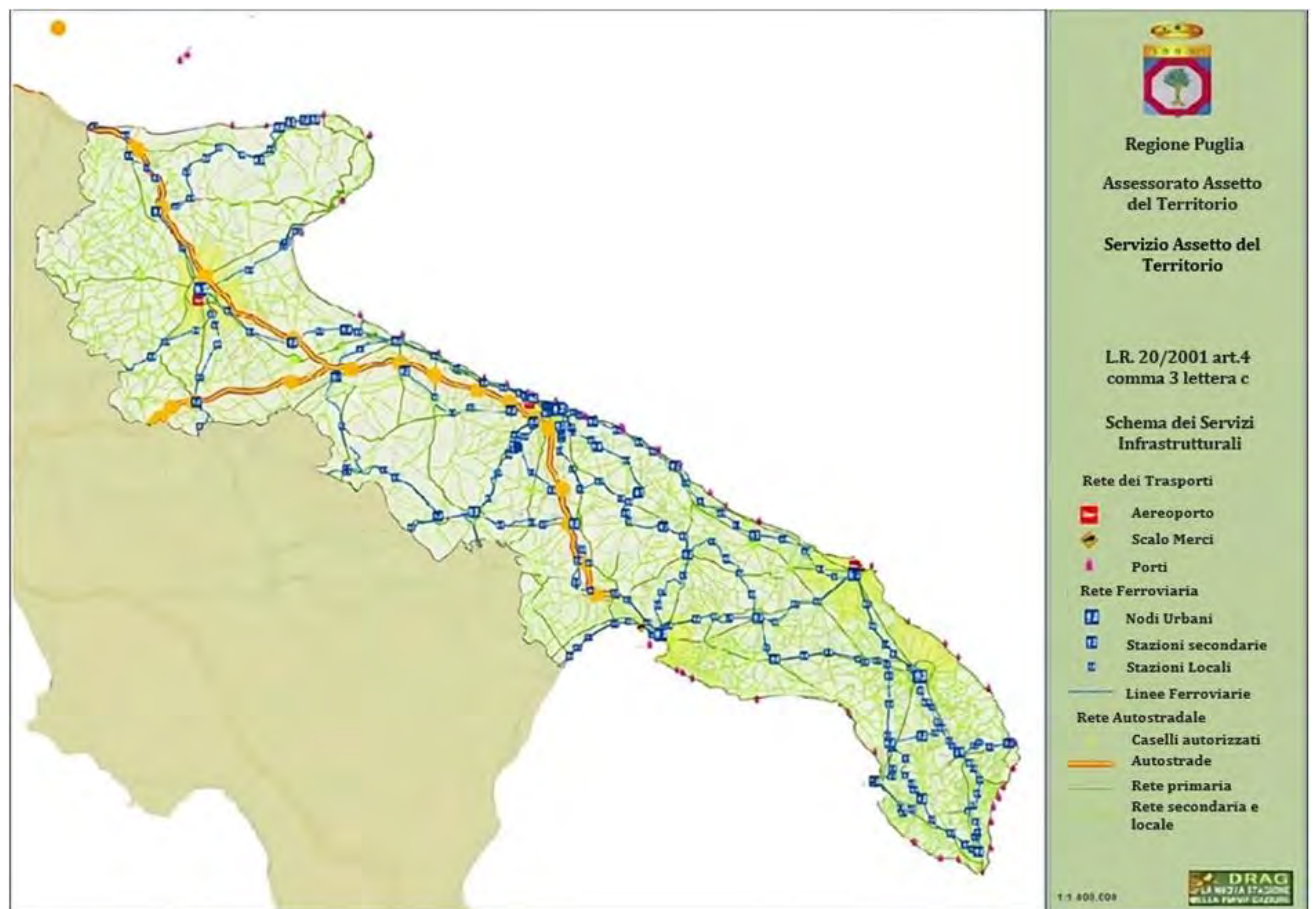 Regione Puglia
Assessorato Assetto
del Territorio
Servizio Assetto del
Territorio
L.R. 20/2001 art.4
comma 3 lettera c
Schema dei Servizi
Infrastrutturali
Rete dei Trasporti
Aereoporto
Scalo Merci
Porti
Rete Ferroviaria
Nodi Urbani
Stazioni secondarie
Stazioni Locali
Linee Ferroviarie
Rete Autostradale
Caselli autorizzati
Autostrade
Rete primaria
Rete secondaria e
locale
DRAG